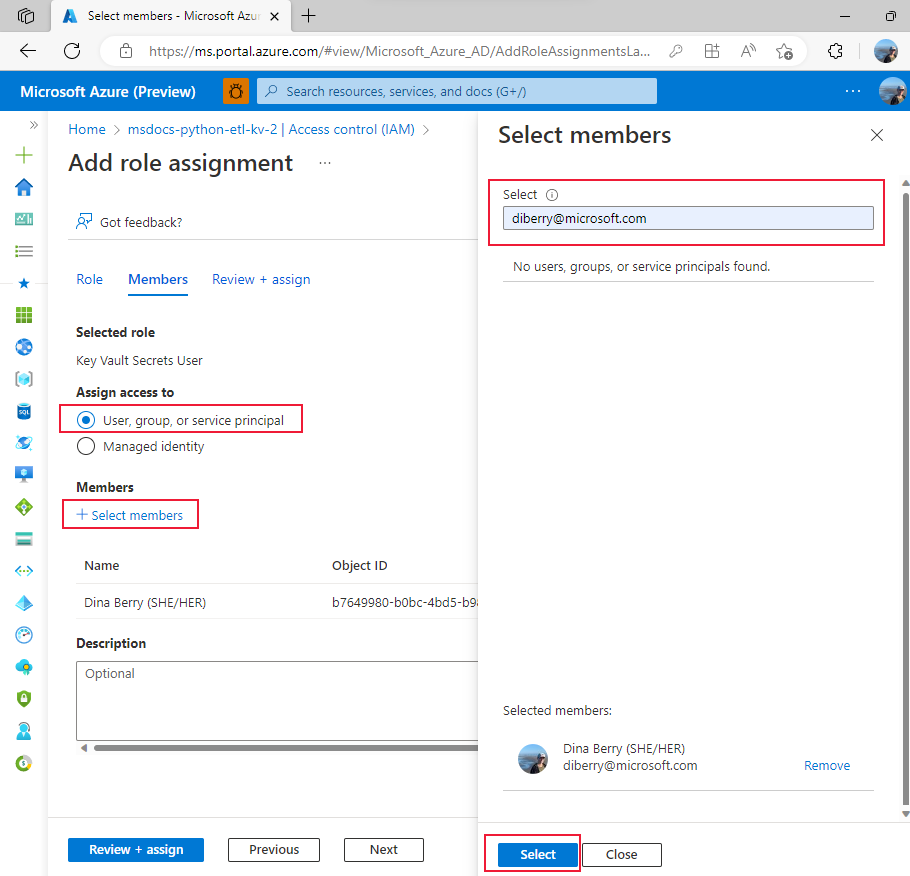 Select members - Microsoft Azur
https://ms.portal.azure.com/#view/Microsoft_Azure_AD/AddRoleAssignmentsLa...
Microsoft Azure (Preview)
Search resources, services, and docs (G+/)
Home > msdocs-python-etl-kv-2 | Access control (IAM) >
Add role assignment ...
Got feedback?
Role Members Review + assign
Selected role
Key Vault Secrets User
Assign access to
User, group, or service principal
Managed identity
Members
+ Select members
Name Object ID
Dina Berry (SHE/HER) b7649980-b0bc-4bd5-b9
Description
Optional
Review + assign Previous Next
Select members
Select
diberry@microsoft.com
No users, groups, or service principals found.
Selected members:
Dina Berry (SHE/HER)
diberry@microsoft.com
Remove
Select Close